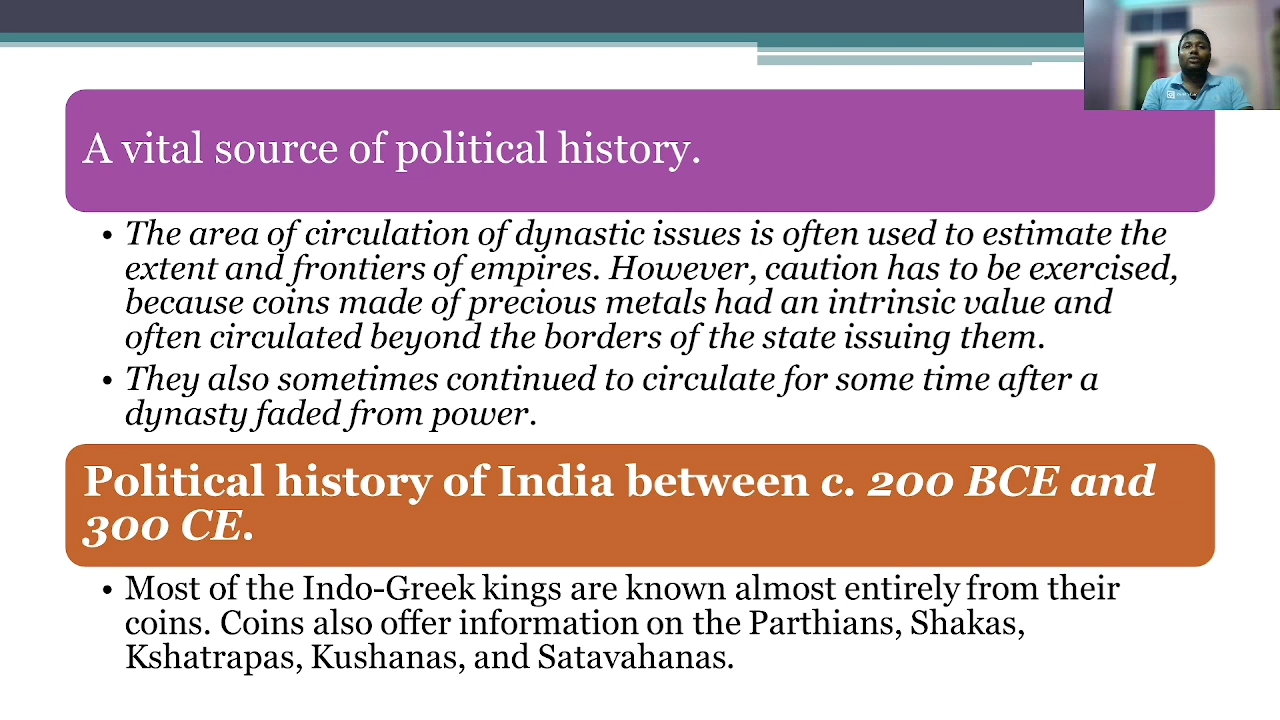 A vital source of political history.
• The area of circulation of dynastic issues is often used to estimate the
extent and frontiers of empires. However, caution has to be exercised,
because coins made of precious metals had an intrinsic value and
often circulated beyond the borders of the state issuing them.
• They also sometimes continued to circulate for some time after a
dynasty faded from power.
Political history of India between c. 200 BCE and
300 CE.
• Most of the Indo-Greek kings are known almost entirely from their
coins. Coins also offer information on the Parthians, Shakas,
Kshatrapas, Kushanas, and Satavahanas.